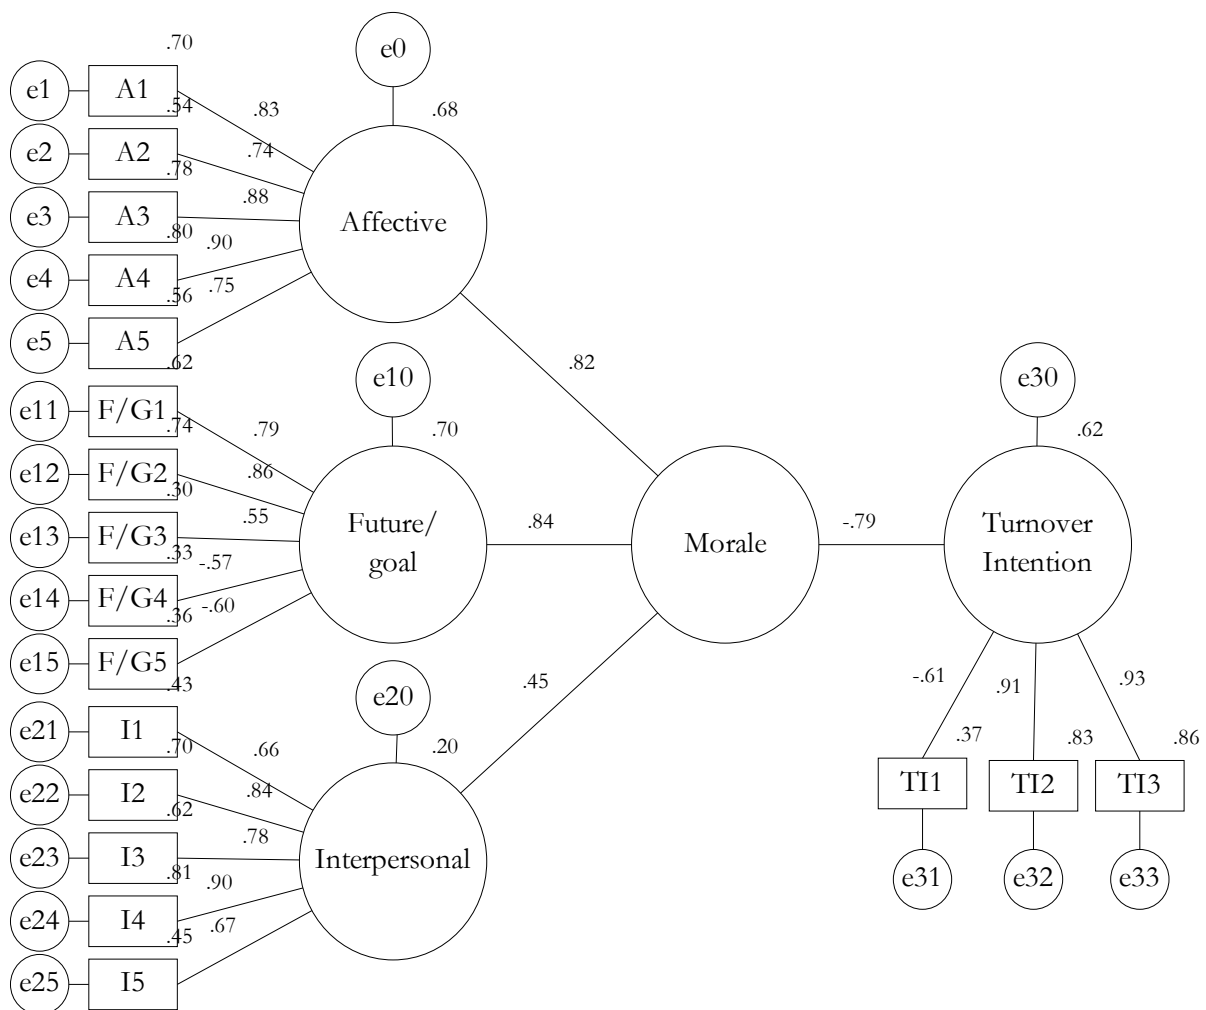 .70
e0
e1
A1
.54
.83
.68
e2
A2
.74
.78
e3
A3
.88
Affective
.80
.90
e4
A4
.75
.56
e5
A5
.62
.82
e10
e30
e11
F/G1
.74
.79
.70
.62
e12
F/G2
.86
.30
e13
F/G3
.55
Future/
goal
.84
Morale
-.79
Turnover
Intention
.33
-.57
e14
F/G4
.36
-.60
e15
F/G5
.43
.45
e20
-.61
.91
.93
e21
I1
.70
.66
.20
.37
.83
.86
e22
I2
.84
.62
TI1
TI2
TI3
e23
I3
.78
Interpersonal
.81
.90
e31
e32
e33
e24
I4
.67
.45
e25
I5